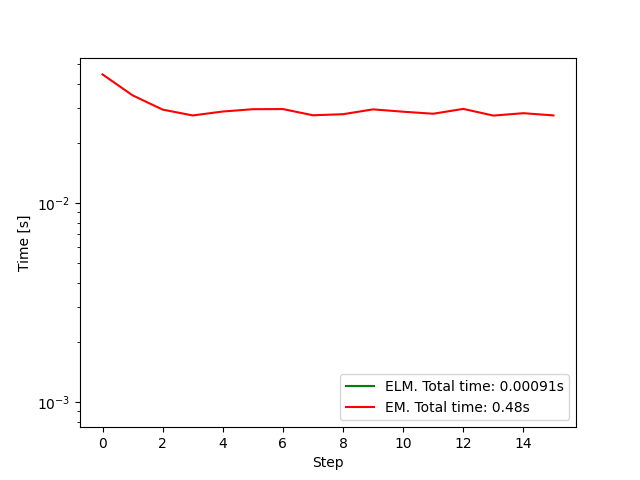 Time [s]
10^-2
10^-3
0 2 4 6 8 10 12 14
Step
ELM. Total time: 0.00091s
EM. Total time: 0.48s